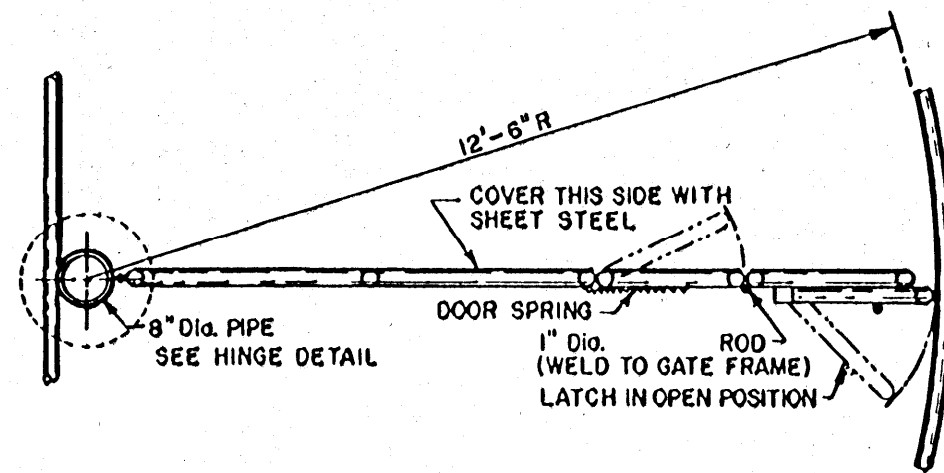 12'-6" R
COVER THIS SIDE WITH
SHEET STEEL
DOOR SPRING
8" Dia. PIPE
SEE HINGE DETAIL
1" Dia. ROD
(WELD TO GATE FRAME)
LATCH IN OPEN POSITION